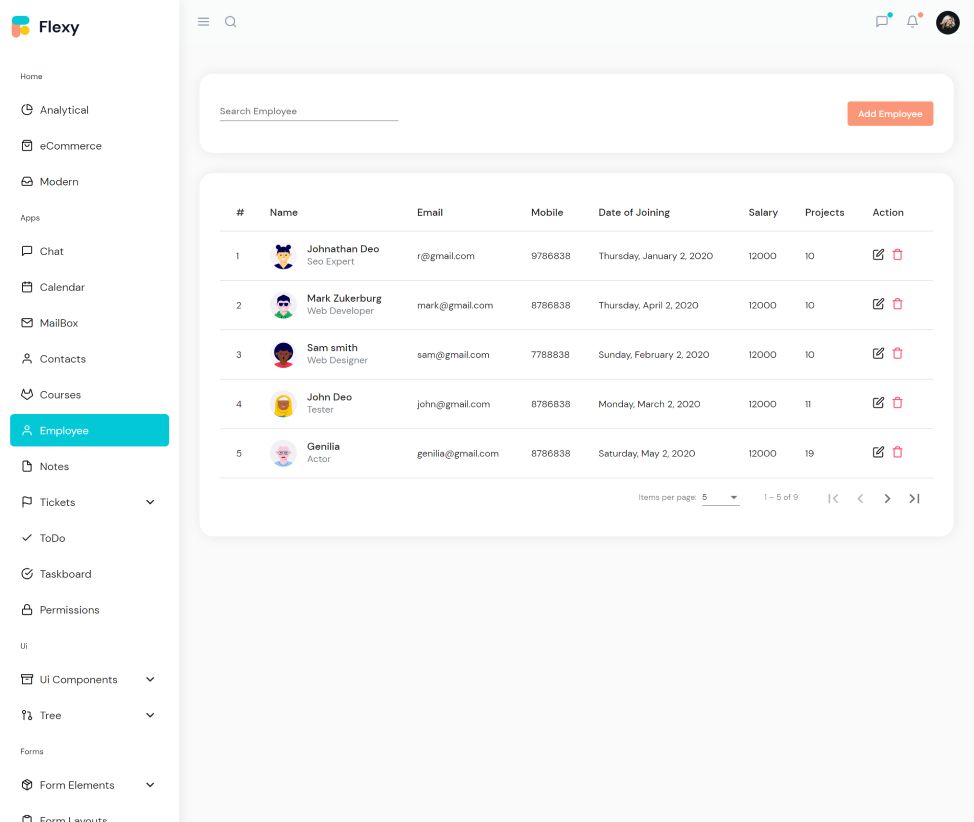 Flexy
Home
Analytical
eCommerce
Modern
Apps
Chat
Calendar
MailBox
Contacts
Courses
Employee
Notes
Tickets
ToDo
Taskboard
Permissions
Ui
Ui Components
Tree
Forms
Form Elements
Form Layouts
Search Employee
Add Employee
# Name Email Mobile Date of Joining Salary Projects Action
1 Johnathan Deo r@gmail.com 9786838 Thursday, January 2, 2020 12000 10
Seo Expert
2 Mark Zukerburg mark@gmail.com 8786838 Thursday, April 2, 2020 12000 10
Web Developer
3 Sam smith sam@gmail.com 7788838 Sunday, February 2, 2020 12000 10
Web Designer
4 John Deo john@gmail.com 8786838 Monday, March 2, 2020 12000 11
Tester
5 Genilia genilia@gmail.com 8786838 Saturday, May 2, 2020 12000 19
Actor
Items per page: 5 1 – 5 of 9